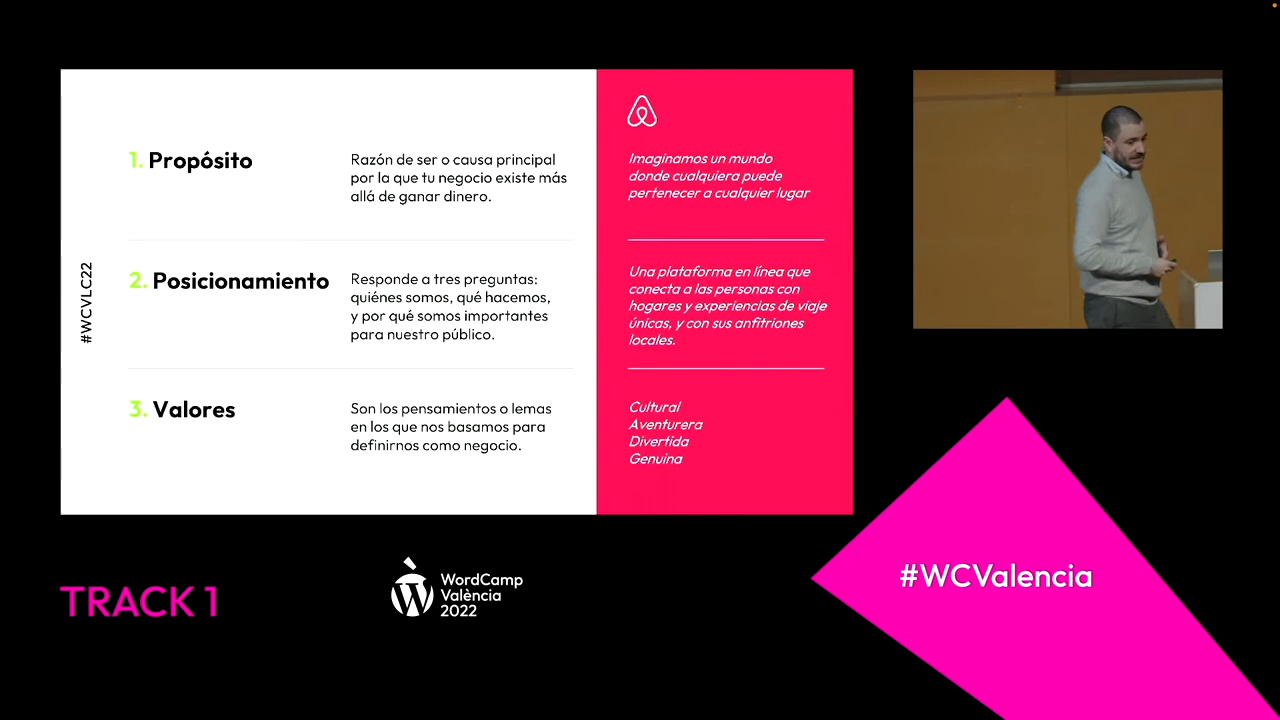 #WCVLC22
1. Propósito
Razón de ser o causa principal
por la que tu negocio existe más
allá de ganar dinero.
Imaginamos un mundo
donde cualquiera puede
pertenecer a cualquier lugar
2. Posicionamiento
Responde a tres preguntas:
quiénes somos, qué hacemos,
y por qué somos importantes
para nuestro público.
Una plataforma en línea que
conecta a las personas con
hogares y experiencias de viaje
únicas, y con sus anfitriones
locales.
3. Valores
Son los pensamientos o lemas
en los que nos basamos para
definirnos como negocio.
Cultural
Aventurera
Divertida
Genuina
TRACK 1
WordCamp
València
2022
#WCValencia